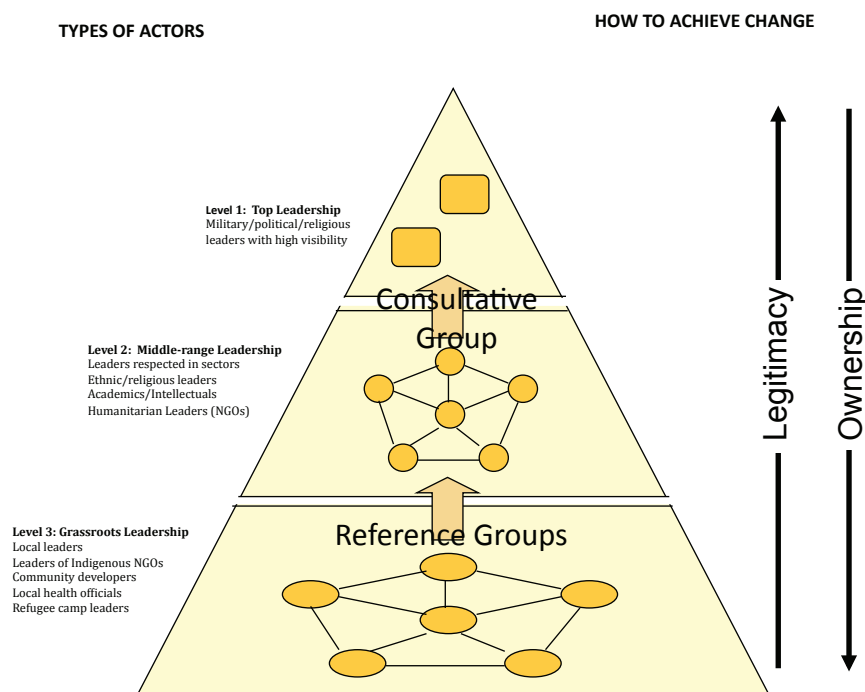 TYPES OF ACTORS
HOW TO ACHIEVE CHANGE
Level 1: Top Leadership
Military/political/religious
leaders with high visibility
Consultative
Group
Level 2: Middle-range Leadership
Leaders respected in sectors
Ethnic/religious leaders
Academics/Intellectuals
Humanitarian Leaders (NGOs)
Reference Groups
Level 3: Grassroots Leadership
Local leaders
Leaders of Indigenous NGOs
Community developers
Local health officials
Refugee camp leaders
Legitimacy
Ownership